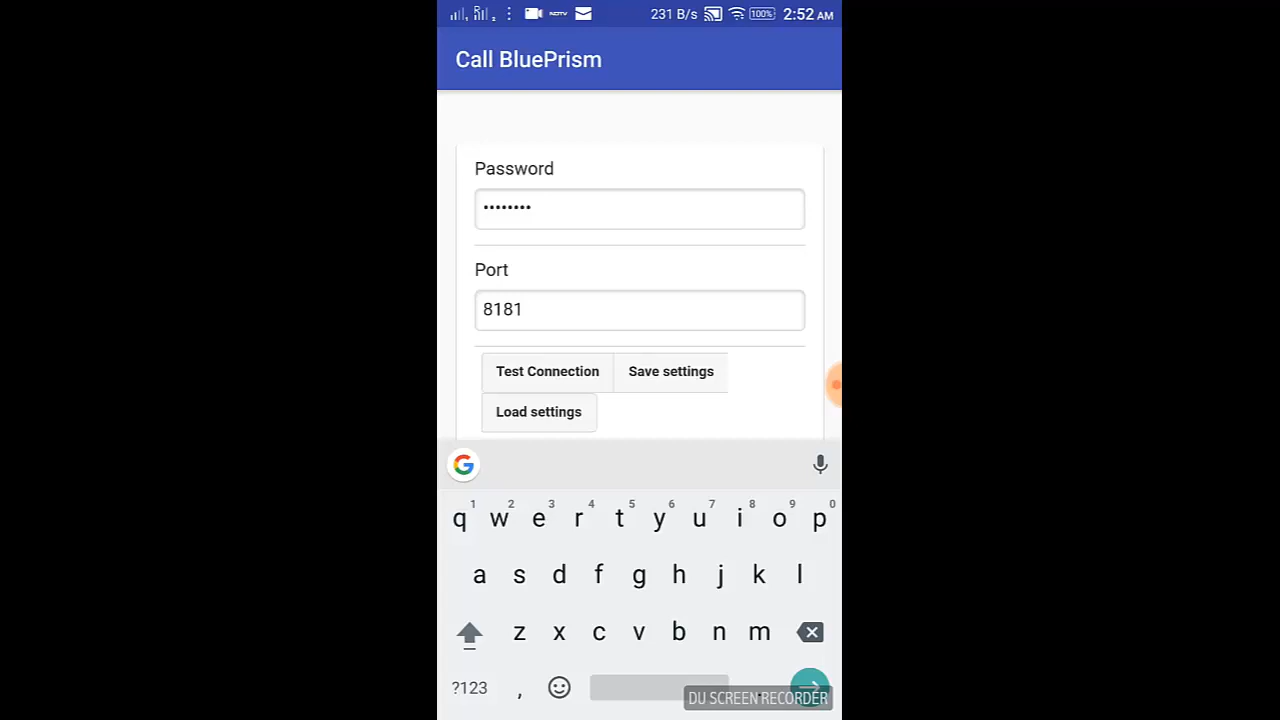 231 B/s 100% 2:52 AM
NDTV
Call BluePrism
Password
••••••••
Port
8181
Test Connection Save settings
Load settings
G
1 2 3 4 5 6 7 8 9 0
q w e r t y u i o p
a s d f g h j k l
z x c v b n m
?123 , .
DU SCREEN RECORDER